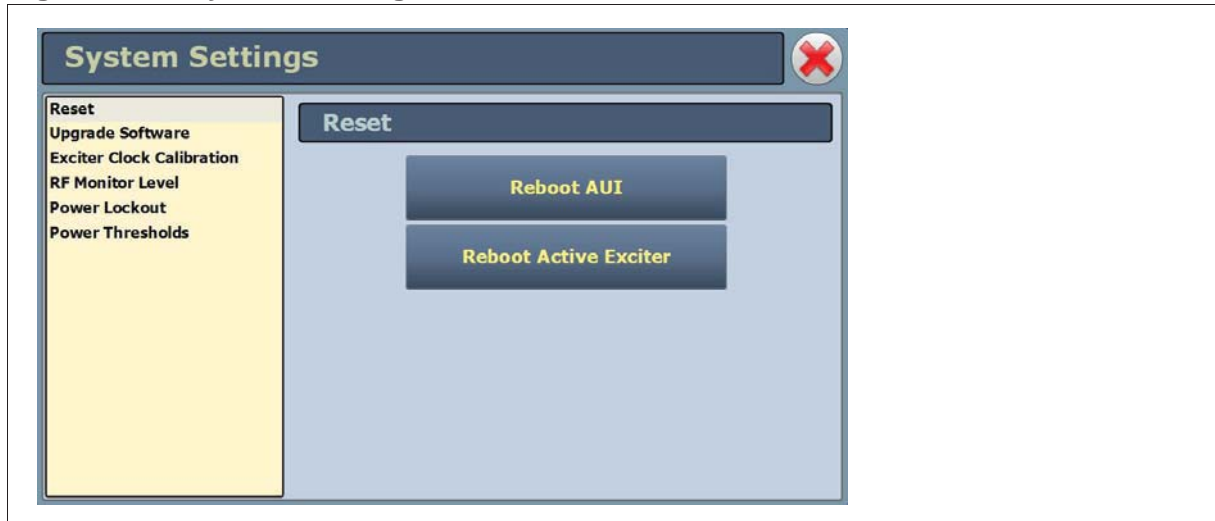 System Settings
Reset
Upgrade Software
Exciter Clock Calibration
RF Monitor Level
Power Lockout
Power Thresholds
Reset
Reboot AUI
Reboot Active Exciter